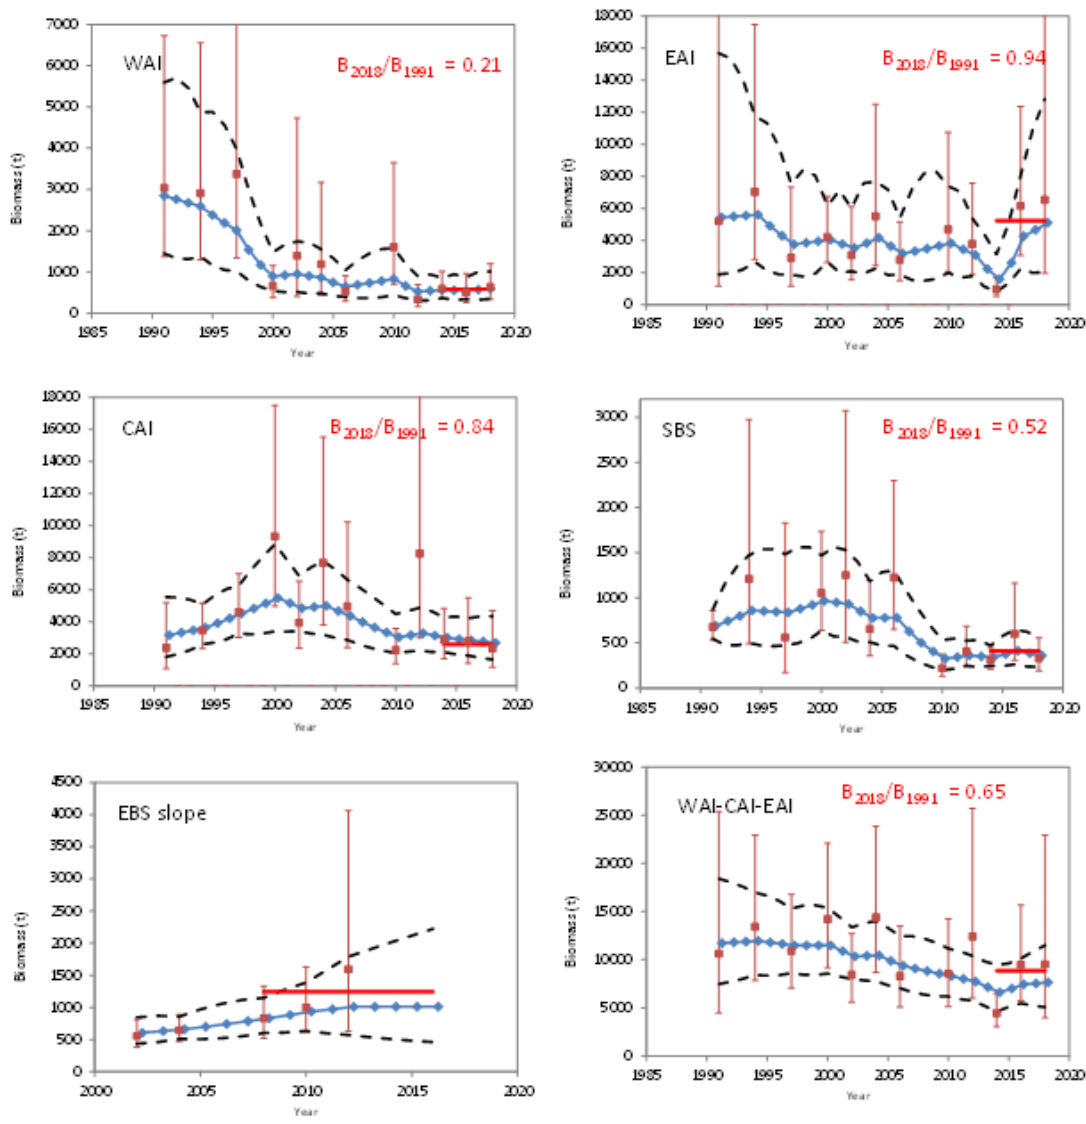 7000
6000
5000
4000
3000
2000
1000
0
Biomass (t)
WAI
B2018/B1991 = 0.21
1985 1990 1995 2000 2005 2010 2015 2020
Year
18000
16000
14000
12000
10000
8000
6000
4000
2000
0
Biomass (t)
EAI
B2018/B1991 = 0.94
1985 1990 1995 2000 2005 2010 2015 2020
Year
18000
16000
14000
12000
10000
8000
6000
4000
2000
0
Biomass (t)
CAI
B2018/B1991 = 0.84
1985 1990 1995 2000 2005 2010 2015 2020
Year
3000
2500
2000
1500
1000
500
0
Biomass (t)
SBS
B2018/B1991 = 0.52
1985 1990 1995 2000 2005 2010 2015 2020
Year
4500
4000
3500
3000
2500
2000
1500
1000
500
0
Biomass (t)
EBS slope
2000 2005 2010 2015 2020
Year
30000
25000
20000
15000
10000
5000
0
Biomass (t)
WAI-CAI-EAI
B2018/B1991 = 0.65
1985 1990 1995 2000 2005 2010 2015 2020
Year